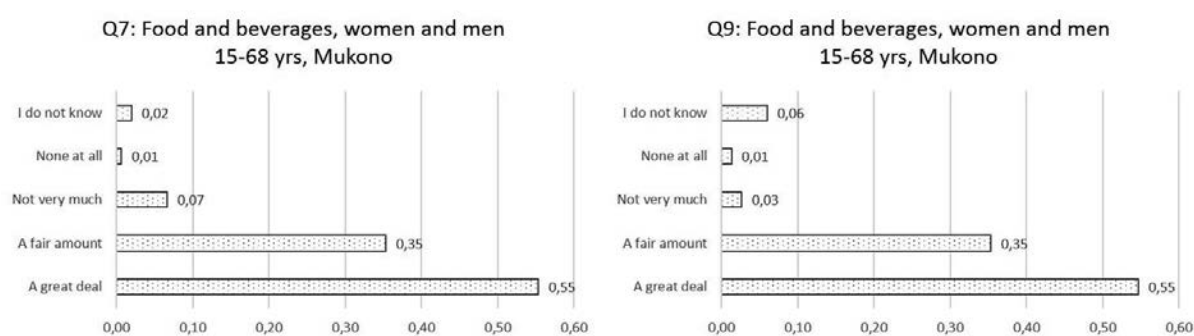 Q7: Food and beverages, women and men
15-68 yrs, Mukono
I do not know
0,02
None at all
0,01
Not very much
0,07
A fair amount
0,35
A great deal
0,55
0,00 0,10 0,20 0,30 0,40 0,50 0,60
Q9: Food and beverages, women and men
15-68 yrs, Mukono
I do not know
0,06
None at all
0,01
Not very much
0,03
A fair amount
0,35
A great deal
0,55
0,00 0,10 0,20 0,30 0,40 0,50 0,60